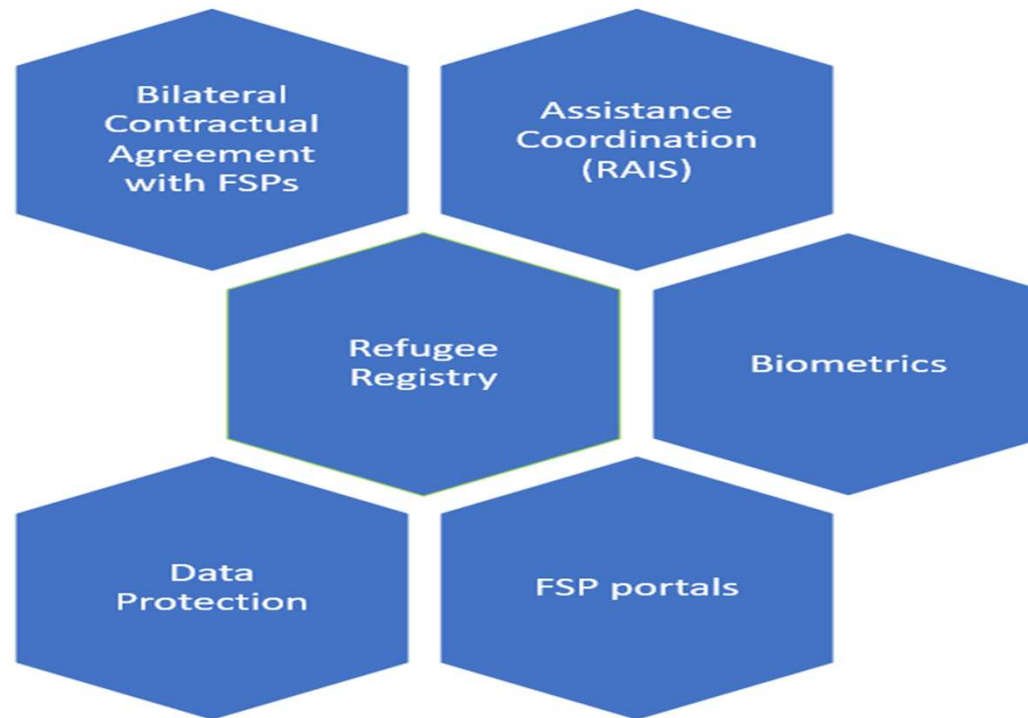 Bilateral
Contractual
Agreement
with FSPs
Assistance
Coordination
(RAIS)
Refugee
Registry
Biometrics
Data
Protection
FSP portals